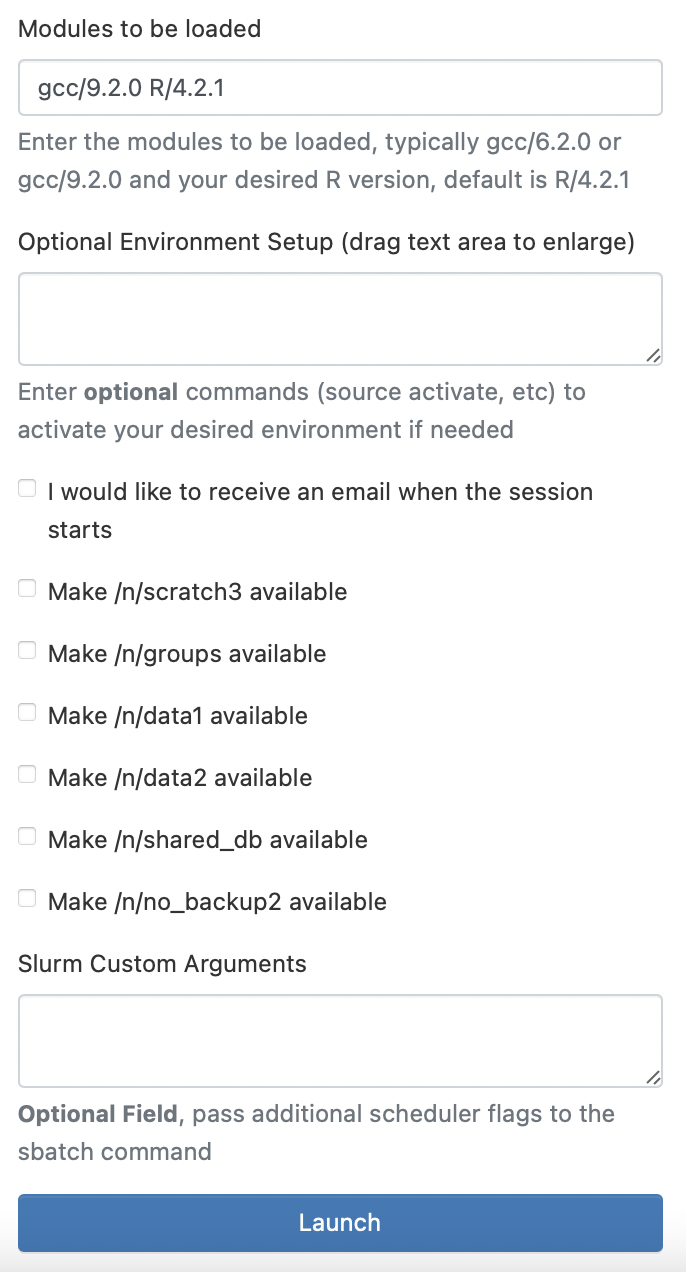 Modules to be loaded
gcc/9.2.0 R/4.2.1
Enter the modules to be loaded, typically gcc/6.2.0 or
gcc/9.2.0 and your desired R version, default is R/4.2.1
Optional Environment Setup (drag text area to enlarge)
Enter optional commands (source activate, etc) to
activate your desired environment if needed
I would like to receive an email when the session
starts
Make /n/scratch3 available
Make /n/groups available
Make /n/data1 available
Make /n/data2 available
Make /n/shared_db available
Make /n/no_backup2 available
Slurm Custom Arguments
Optional Field, pass additional scheduler flags to the
sbatch command
Launch